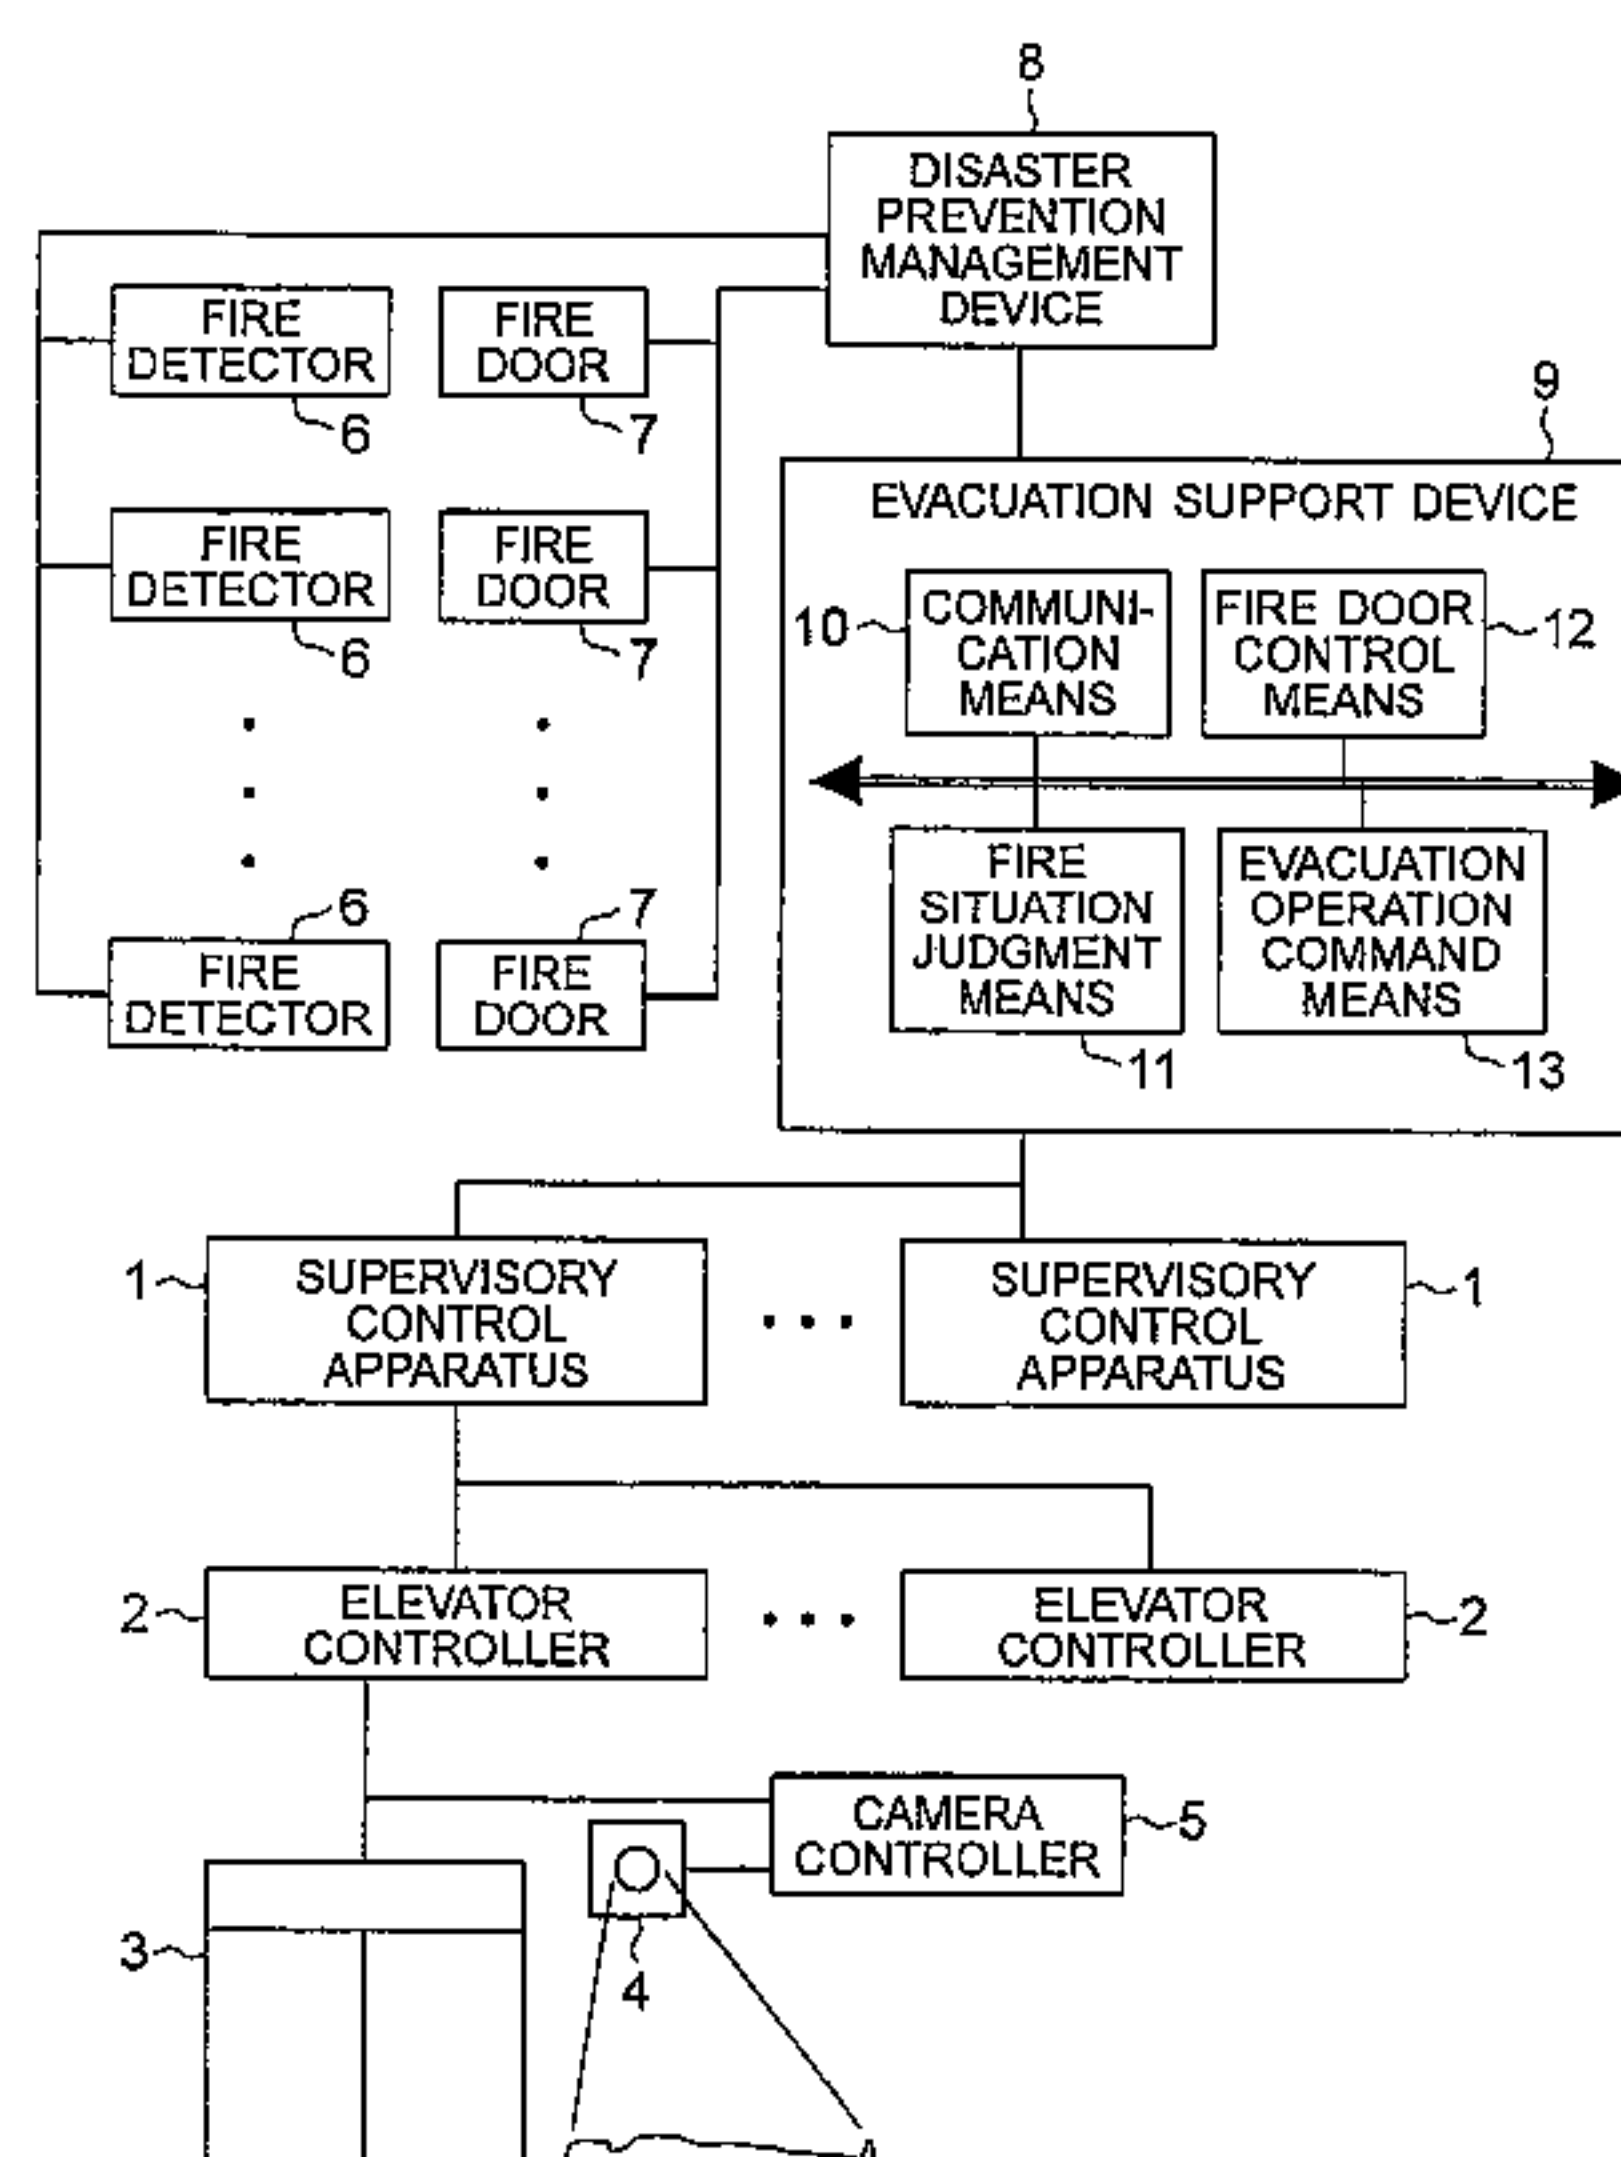 8
DISASTER
PREVENTION
MANAGEMENT
DEVICE
FIRE
DETECTOR
6
FIRE
DOOR
7
FIRE
DETECTOR
6
FIRE
DOOR
7
6
FIRE
DETECTOR
7
FIRE
DOOR
9
EVACUATION SUPPORT DEVICE
10
COMMUNI-
CATION
MEANS
FIRE DOOR
CONTROL
MEANS
12
FIRE
SITUATION
JUDGMENT
MEANS
11
EVACUATION
OPERATION
COMMAND
MEANS
13
1
SUPERVISORY
CONTROL
APPARATUS
SUPERVISORY
CONTROL
APPARATUS
1
2
ELEVATOR
CONTROLLER
ELEVATOR
CONTROLLER
2
CAMERA
CONTROLLER
5
3
4